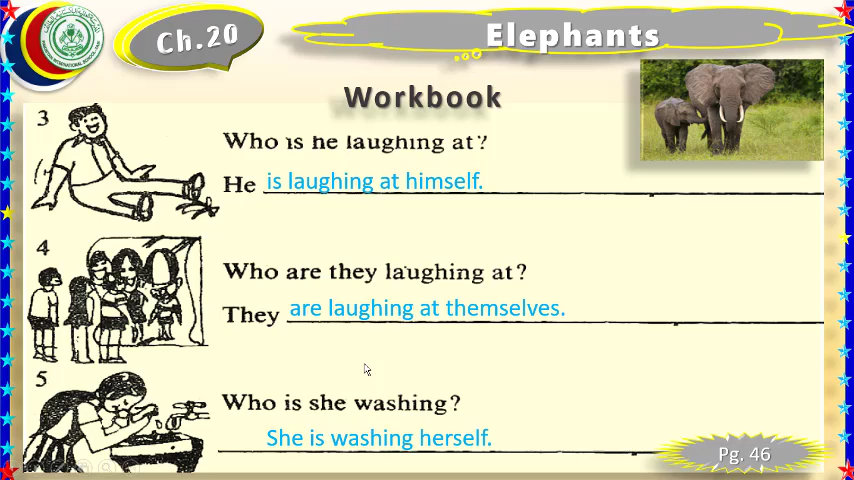 Ch.20
Elephants
Workbook
3
Who is he laughing at?
He is laughing at himself.
4
Who are they laughing at?
They are laughing at themselves.
5
Who is she washing?
She is washing herself.
Pg. 46